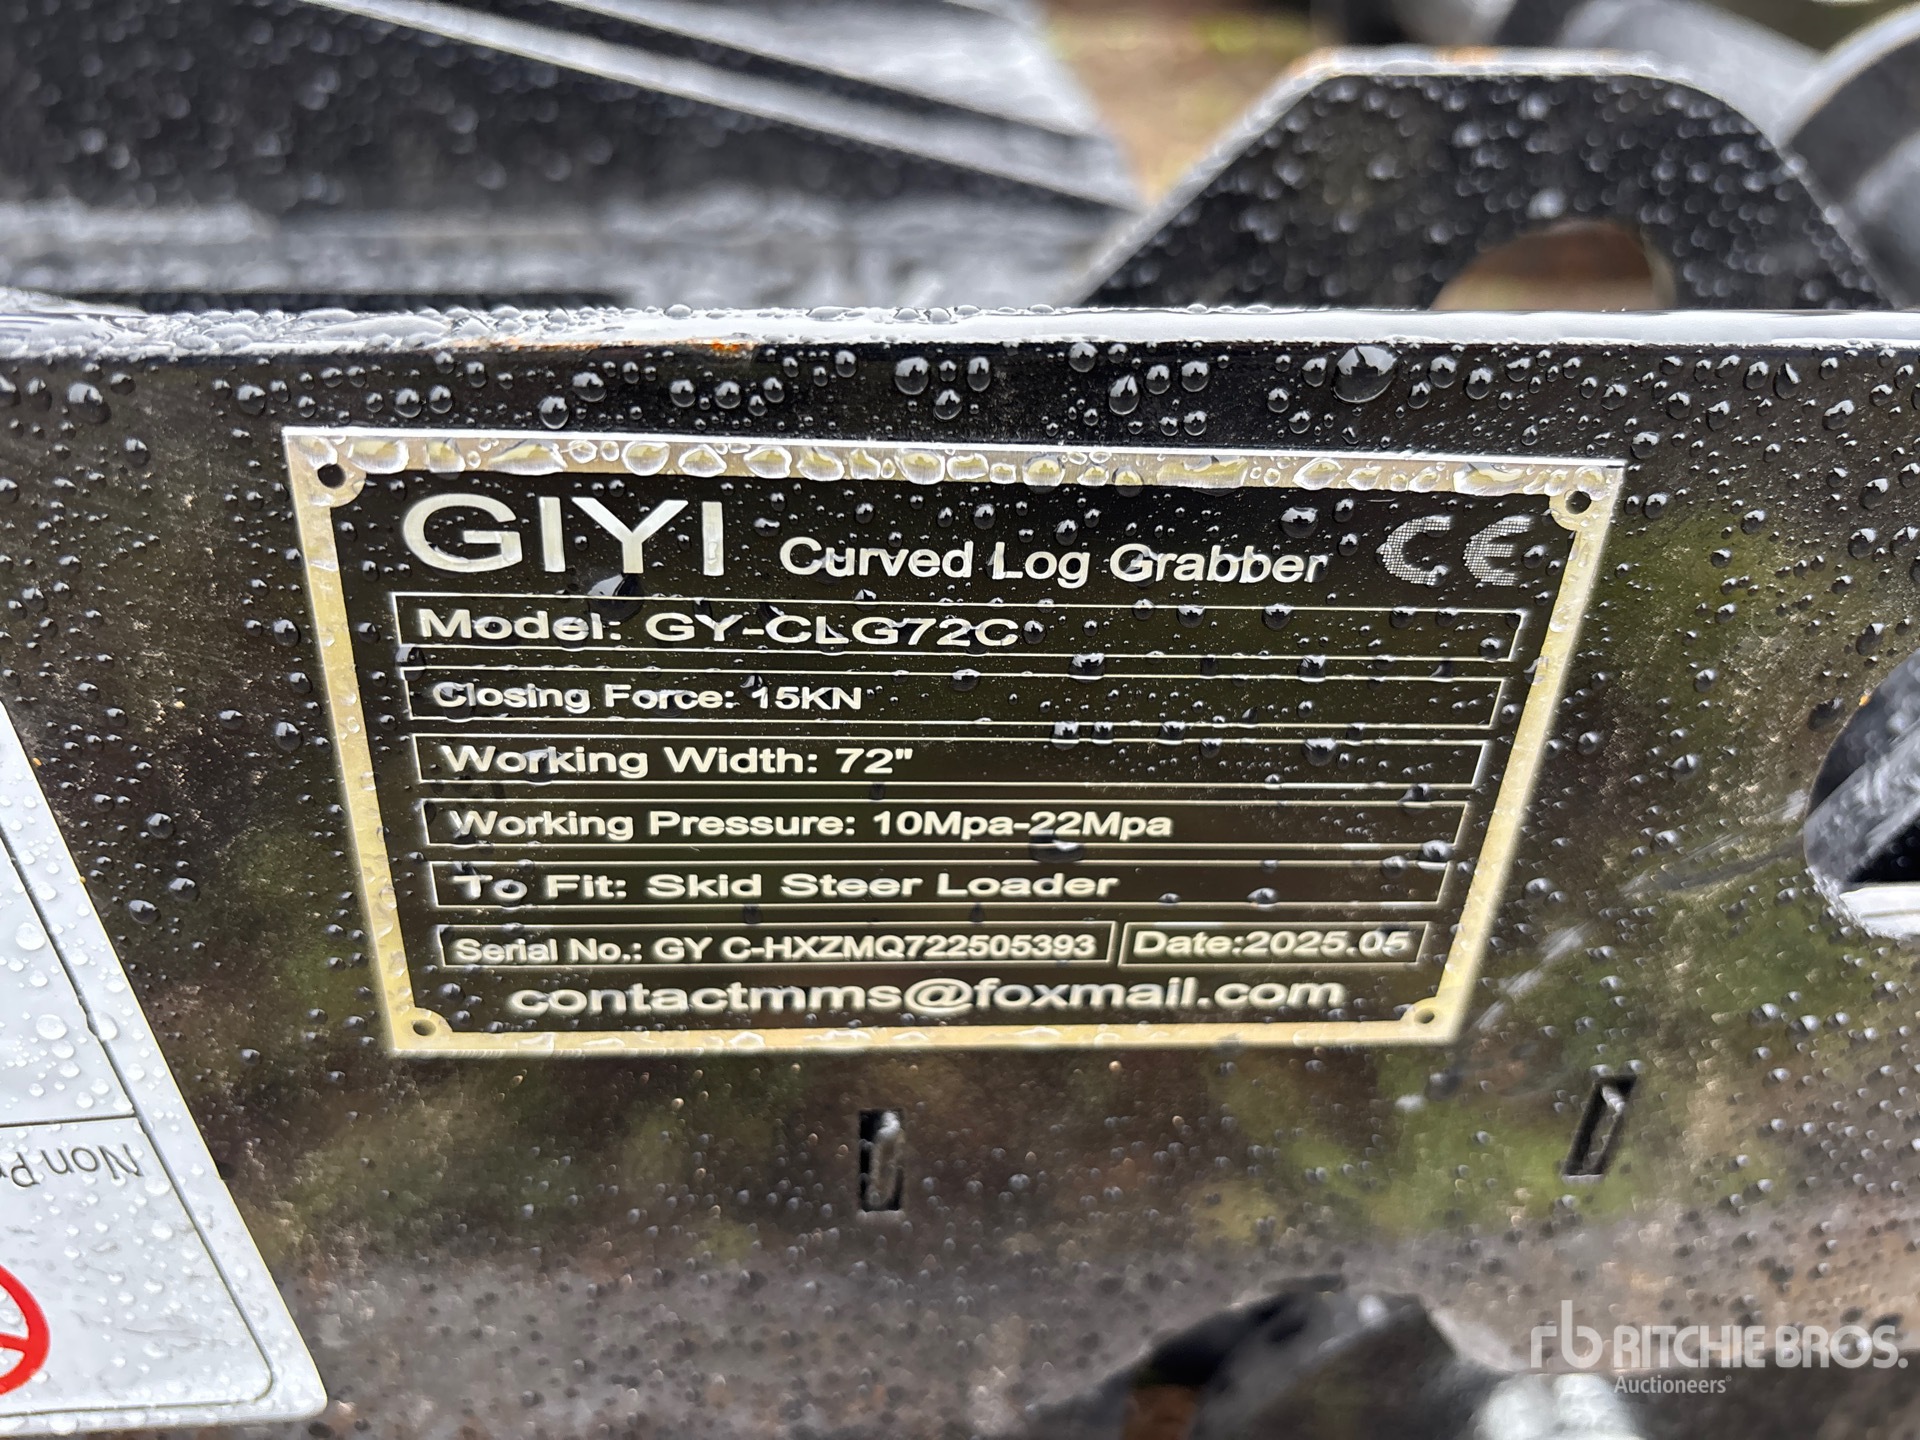 GIYI Curved Log Grabber CE
Model: GY-CLG72C
Closing Force: 15KN
Working Width: 72"
Working Pressure: 10Mpa-22Mpa
To Fit: Skid Steer Loader
Serial No.: GY C-HXZMQ722505393 Date:2025.05
contactmms@foxmail.com
rb RITCHIE BROS.
Auctioneers